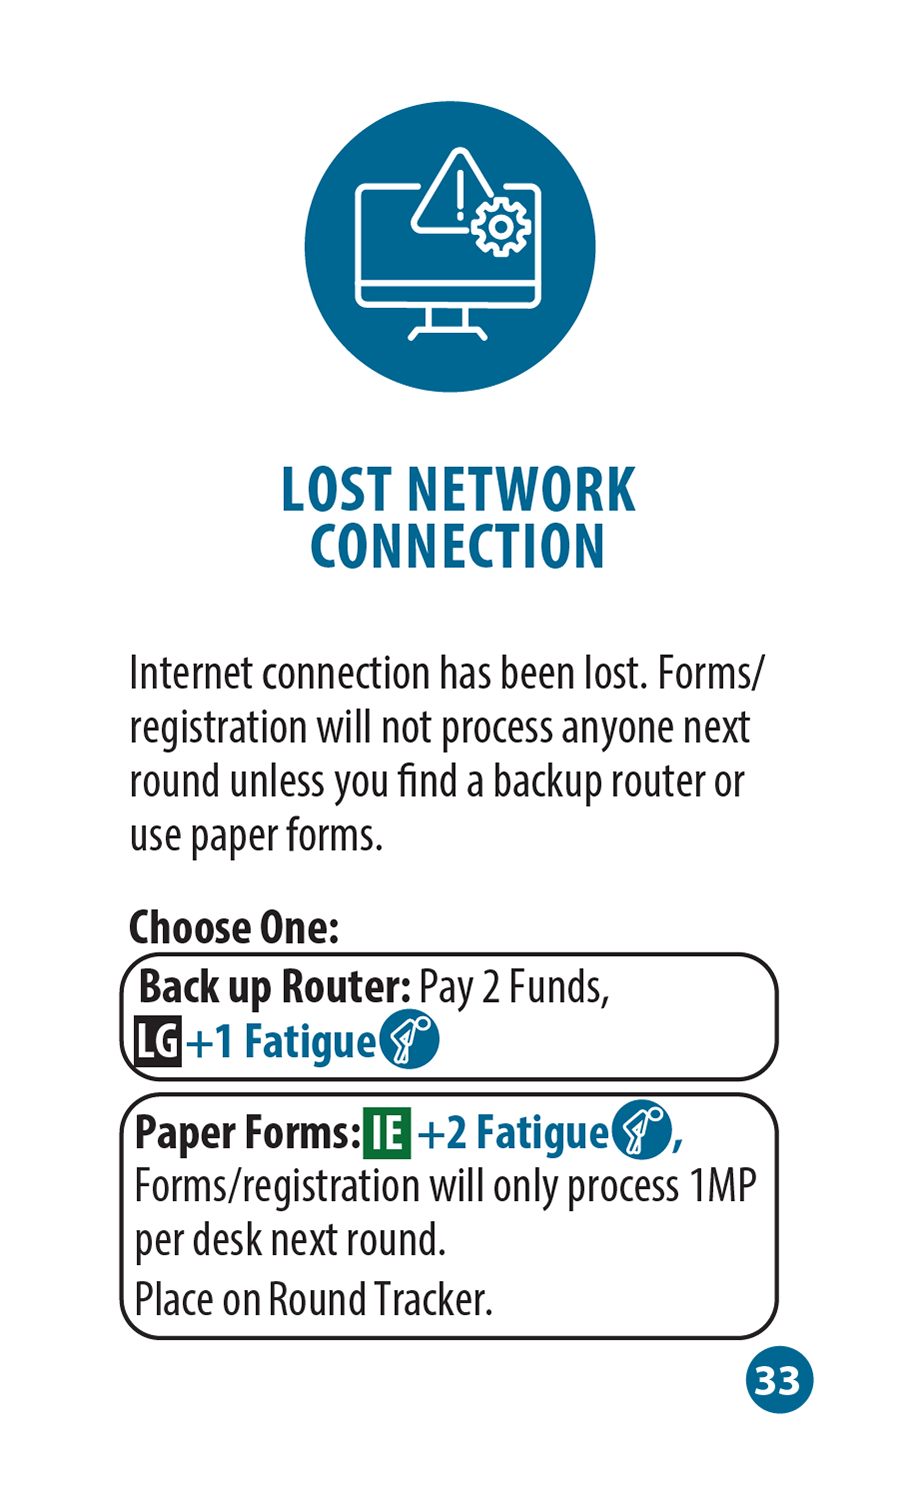 LOST NETWORK
CONNECTION
Internet connection has been lost. Forms/
registration will not process anyone next
round unless you find a backup router or
use paper forms.
Choose One:
Back up Router: Pay 2 Funds,
LG +1 Fatigue
Paper Forms: IE +2 Fatigue ,
Forms/registration will only process 1MP
per desk next round.
Place on Round Tracker.
33